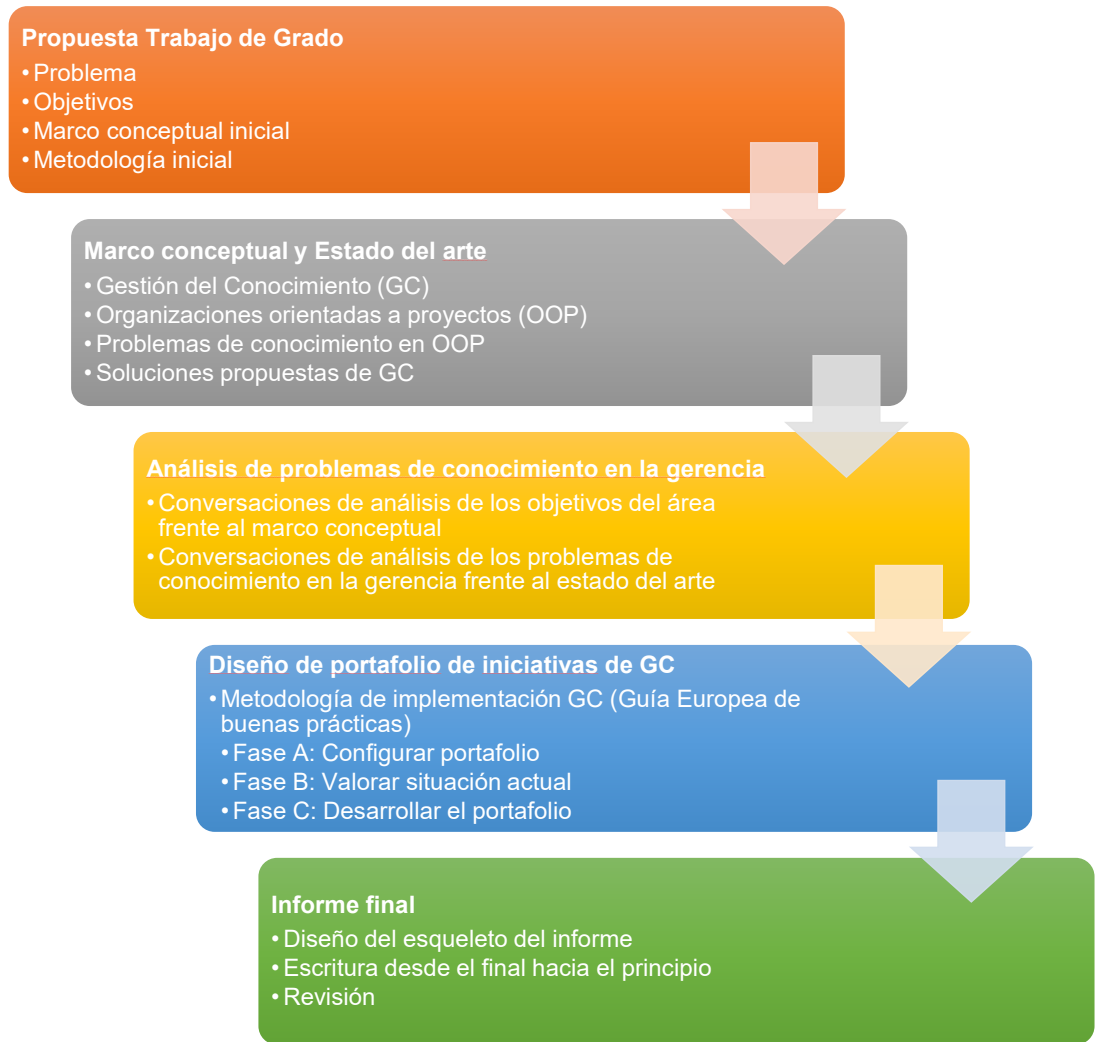 Propuesta Trabajo de Grado
• Problema
• Objetivos
• Marco conceptual inicial
• Metodología inicial
Marco conceptual y Estado del arte
• Gestión del Conocimiento (GC)
• Organizaciones orientadas a proyectos (OOP)
• Problemas de conocimiento en OOP
• Soluciones propuestas de GC
Análisis de problemas de conocimiento en la gerencia
• Conversaciones de análisis de los objetivos del área
frente al marco conceptual
• Conversaciones de análisis de los problemas de
conocimiento en la gerencia frente al estado del arte
Diseño de portafolio de iniciativas de GC
• Metodología de implementación GC (Guía Europea de
buenas prácticas)
• Fase A: Configurar portafolio
• Fase B: Valorar situación actual
• Fase C: Desarrollar el portafolio
Informe final
• Diseño del esqueleto del informe
• Escritura desde el final hacia el principio
• Revisión